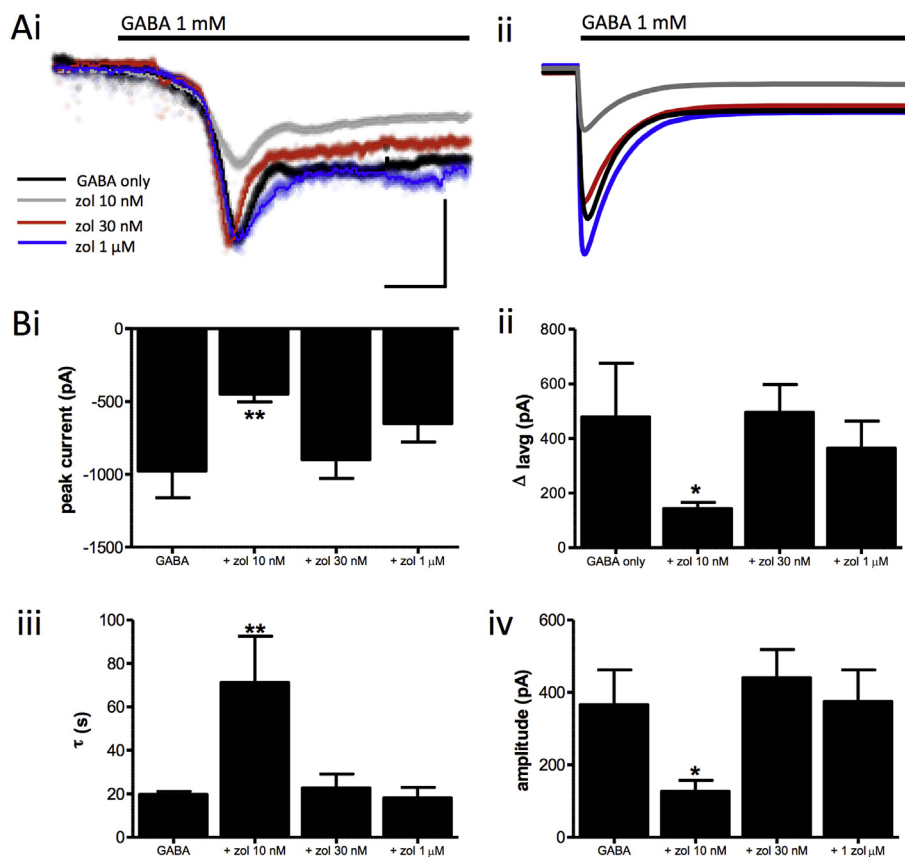 Ai
GABA 1 mM
ii
GABA 1 mM
GABA only
zol 10 nM
zol 30 nM
zol 1 μM
Bi
peak current (pA)
0
-500
-1000
-1500
**
GABA
+ zol 10 nM
+ zol 30 nM
+ zol 1 μM
ii
Δ Iavg (pA)
800
600
400
200
0
*
GABA only
+ zol 10 nM
+ zol 30 nM
+ zol 1 μM
iii
τ (s)
100
80
60
40
20
0
**
GABA
+ zol 10 nM
+ zol 30 nM
+ zol 1 μM
iv
amplitude (pA)
600
400
200
0
*
GABA
+ zol 10 nM
+ zol 30 nM
+ 1 zol μM